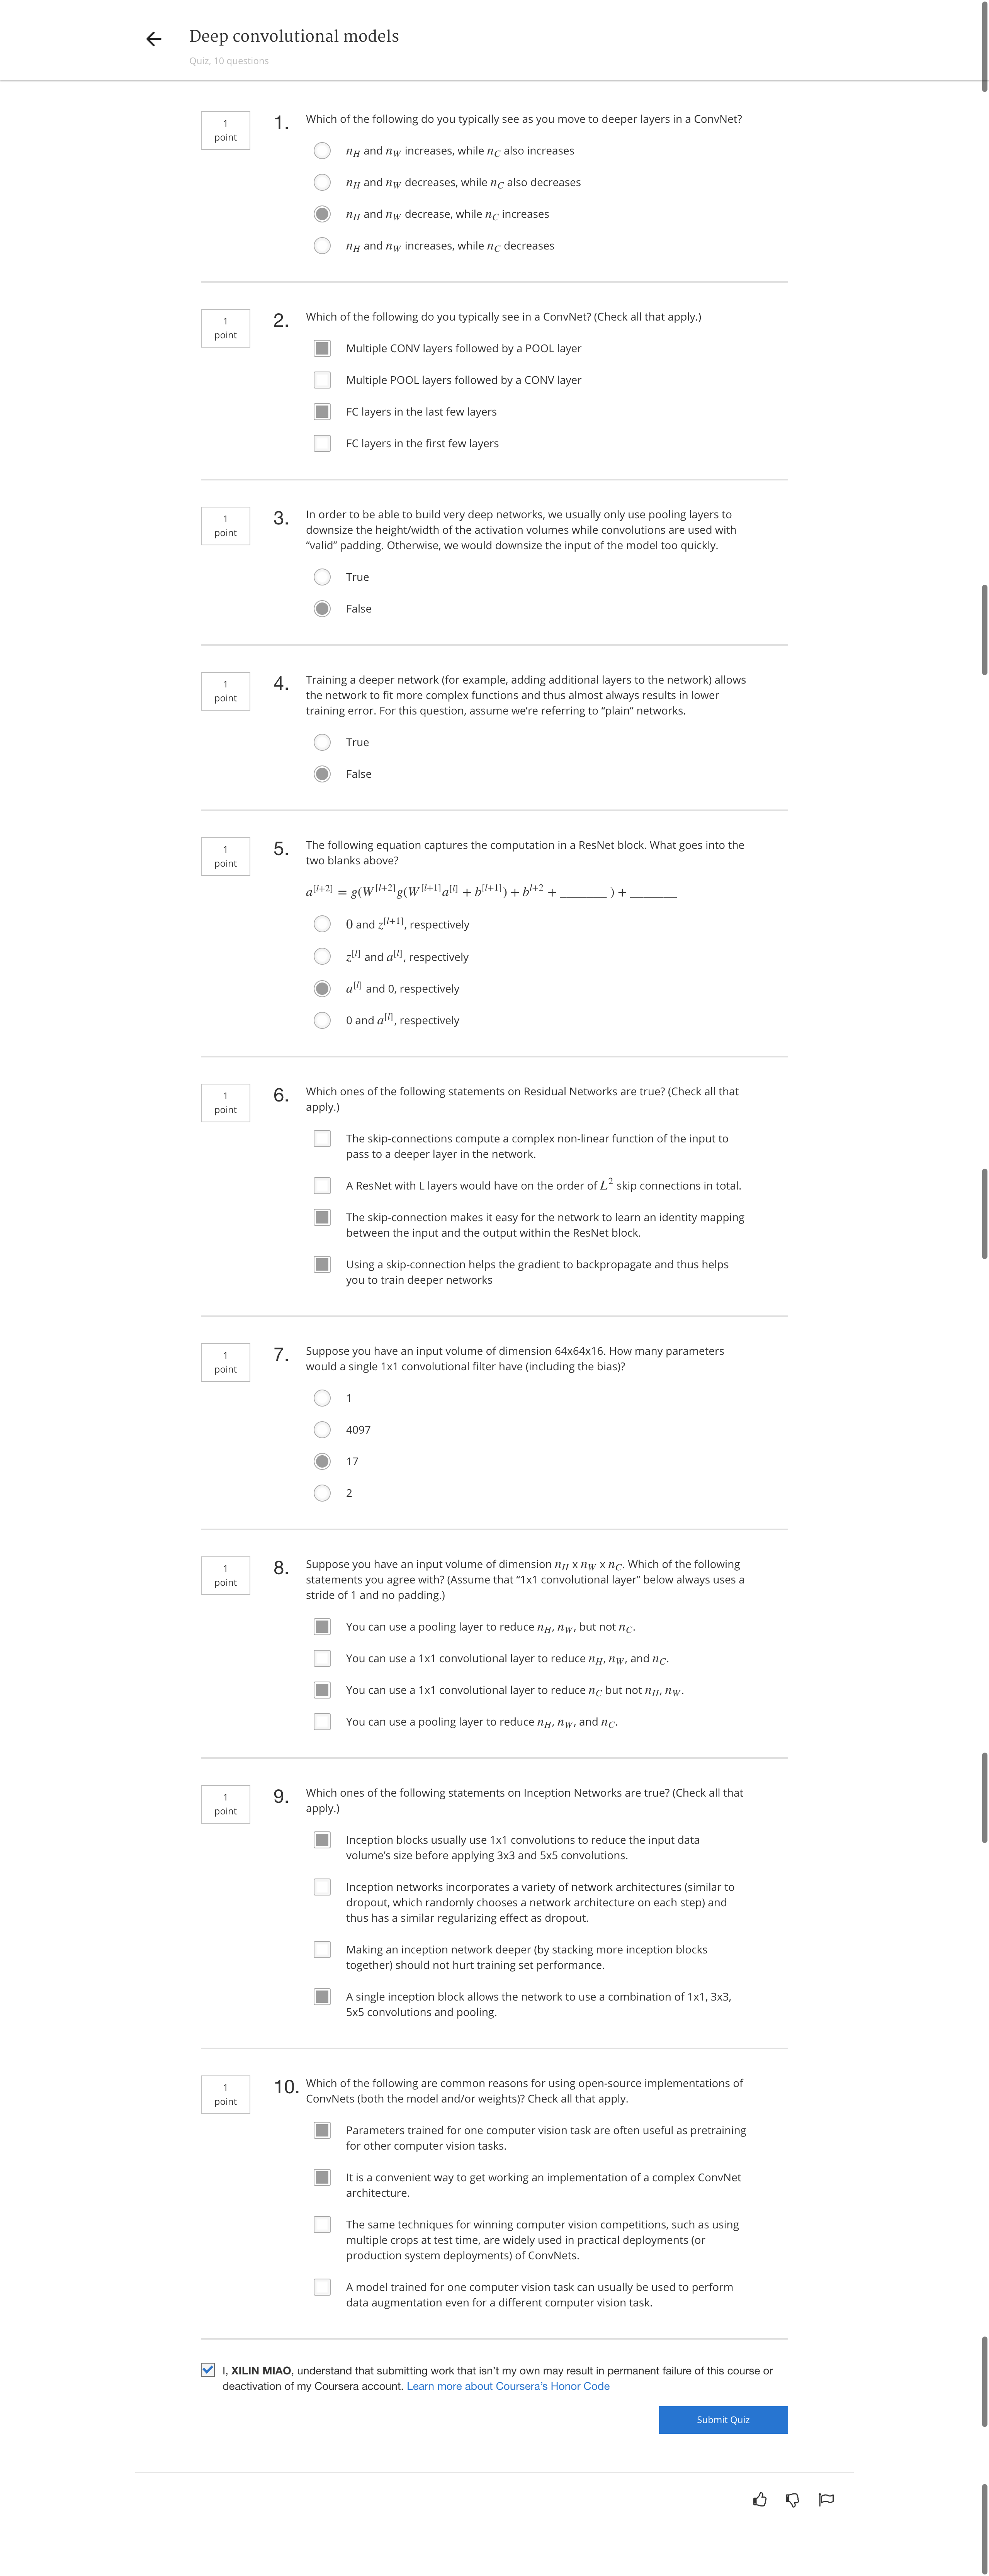 Deep convolutional models
Quiz, 10 questions
1
point
1.
Which of the following do you typically see as you move to deeper layers in a ConvNet?
n_H and n_W increases, while n_C also increases
n_H and n_W decreases, while n_C also decreases
n_H and n_W decrease, while n_C increases
n_H and n_W increases, while n_C decreases
1
point
2.
Which of the following do you typically see in a ConvNet? (Check all that apply.)
Multiple CONV layers followed by a POOL layer
Multiple POOL layers followed by a CONV layer
FC layers in the last few layers
FC layers in the first few layers
1
point
3.
In order to be able to build very deep networks, we usually only use pooling layers to
downsize the height/width of the activation volumes while convolutions are used with
“valid” padding. Otherwise, we would downsize the input of the model too quickly.
True
False
1
point
4.
Training a deeper network (for example, adding additional layers to the network) allows
the network to fit more complex functions and thus almost always results in lower
training error. For this question, assume we’re referring to “plain” networks.
True
False
1
point
5.
The following equation captures the computation in a ResNet block. What goes into the
two blanks above?
a^[l+2] = g(W^[l+2]g(W^[l+1]a^[l] + b^[l+1]) + b^l+2 + _______ ) + _______
0 and z^[l+1], respectively
z^[l] and a^[l], respectively
a^[l] and 0, respectively
0 and a^[l], respectively
1
point
6.
Which ones of the following statements on Residual Networks are true? (Check all that
apply.)
The skip-connections compute a complex non-linear function of the input to
pass to a deeper layer in the network.
A ResNet with L layers would have on the order of L^2 skip connections in total.
The skip-connection makes it easy for the network to learn an identity mapping
between the input and the output within the ResNet block.
Using a skip-connection helps the gradient to backpropagate and thus helps
you to train deeper networks
1
point
7.
Suppose you have an input volume of dimension 64x64x16. How many parameters
would a single 1x1 convolutional filter have (including the bias)?
1
4097
17
2
1
point
8.
Suppose you have an input volume of dimension n_H x n_W x n_C. Which of the following
statements you agree with? (Assume that “1x1 convolutional layer” below always uses a
stride of 1 and no padding.)
You can use a pooling layer to reduce n_H, n_W, but not n_C.
You can use a 1x1 convolutional layer to reduce n_H, n_W, and n_C.
You can use a 1x1 convolutional layer to reduce n_C but not n_H, n_W.
You can use a pooling layer to reduce n_H, n_W, and n_C.
1
point
9.
Which ones of the following statements on Inception Networks are true? (Check all that
apply.)
Inception blocks usually use 1x1 convolutions to reduce the input data
volume’s size before applying 3x3 and 5x5 convolutions.
Inception networks incorporates a variety of network architectures (similar to
dropout, which randomly chooses a network architecture on each step) and
thus has a similar regularizing effect as dropout.
Making an inception network deeper (by stacking more inception blocks
together) should not hurt training set performance.
A single inception block allows the network to use a combination of 1x1, 3x3,
5x5 convolutions and pooling.
1
point
10.
Which of the following are common reasons for using open-source implementations of
ConvNets (both the model and/or weights)? Check all that apply.
Parameters trained for one computer vision task are often useful as pretraining
for other computer vision tasks.
It is a convenient way to get working an implementation of a complex ConvNet
architecture.
The same techniques for winning computer vision competitions, such as using
multiple crops at test time, are widely used in practical deployments (or
production system deployments) of ConvNets.
A model trained for one computer vision task can usually be used to perform
data augmentation even for a different computer vision task.
I, XILIN MIAO, understand that submitting work that isn’t my own may result in permanent failure of this course or
deactivation of my Coursera account. Learn more about Coursera’s Honor Code
Submit Quiz